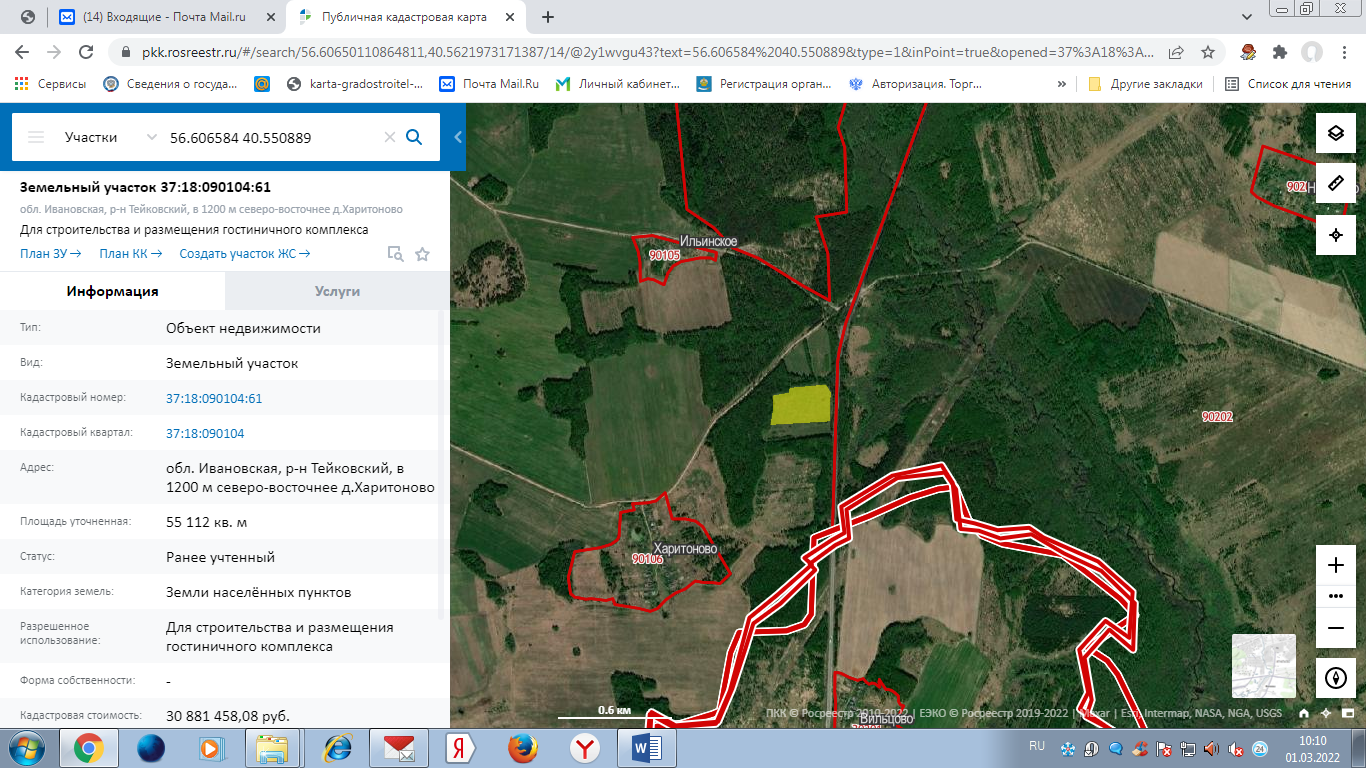 (14) Входящие - Почта Mail.ru
Публичная кадастровая карта
pkk.rosreestr.ru/#/search/56.60650110864811,40.5621973171387/14/@2y1wvgu43?text=56.606584%2040.550889&type=1&inPoint=true&opened=37%3A18%3A...
Сервисы
Сведения о госуда...
karta-gradostroitel-...
Почта Mail.Ru
Личный кабинет...
Регистрация орган...
Авторизация. Торг...
»
Другие закладки
Список для чтения
Участки
56.606584 40.550889
Земельный участок 37:18:090104:61
обл. Ивановская, р-н Тейковский, в 1200 м северо-восточнее д.Харитоново
Для строительства и размещения гостиничного комплекса
План ЗУ →
План КК →
Создать участок ЖС →
Информация
Услуги
Тип:
Объект недвижимости
Вид:
Земельный участок
Кадастровый номер:
37:18:090104:61
Кадастровый квартал:
37:18:090104
Адрес:
обл. Ивановская, р-н Тейковский, в
1200 м северо-восточнее д.Харитоново
Площадь уточненная:
55 112 кв. м
Статус:
Ранее учтенный
Категория земель:
Земли населённых пунктов
Разрешенное
использование:
Для строительства и размещения
гостиничного комплекса
Форма собственности:
-
Кадастровая стоимость:
30 881 458,08 руб.
Ильинское
90105
90202
Харитоново
90106
Вильцово
0.6 км
ПКК © Росреестр 2010-2022 | ЕЭКО © Росреестр 2019-2022 | Maxar | Esri, Intermap, NASA, NGA, USGS
RU
24
10:10
01.03.2022